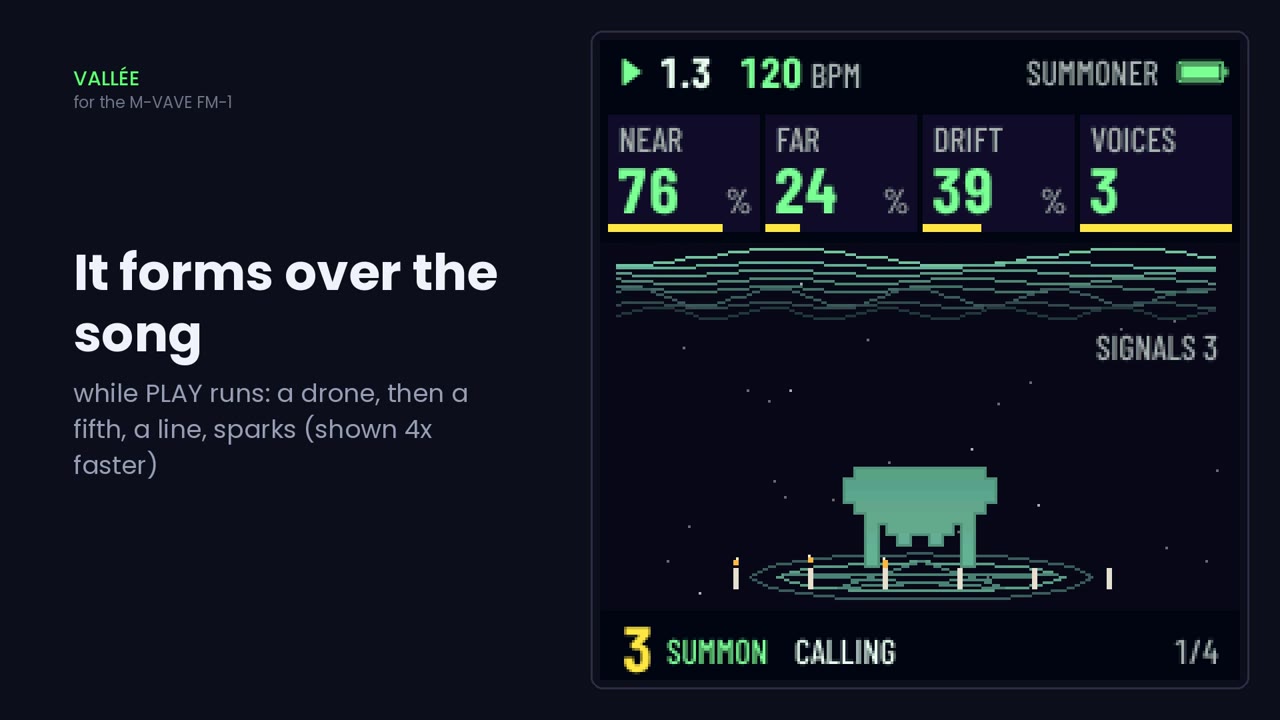 VALLÉE
for the M-VAVE FM-1
It forms over the
song
while PLAY runs: a drone, then a
fifth, a line, sparks (shown 4x
faster)
1.3 120 BPM SUMMONER
NEAR FAR DRIFT VOICES
76 % 24 % 39 % 3
SIGNALS 3
3 SUMMON CALLING 1/4